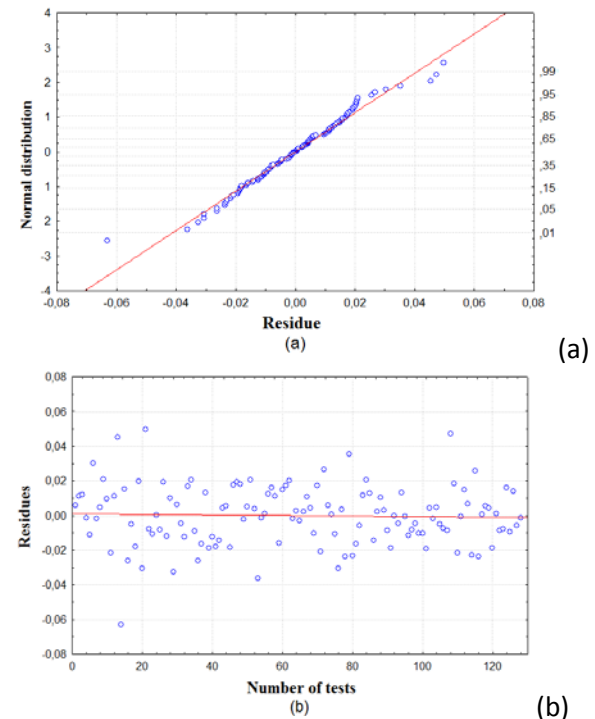 4
3
2
1
0
1
2
-3
-4
Normal distribution
,99
,95
,85
,65
,35
,15
,05
,01
-0,08 -0,06 -0,04 -0,02 0,00 0,02 0,04 0,06 0,08
Residue
(a)
(a)
0,08
0,06
0,04
0,02
0.00
-0,02
-0,04
-0,06
-0,08
Residues
0 20 40 60 80 100 120
Number of tests
(b)
(b)